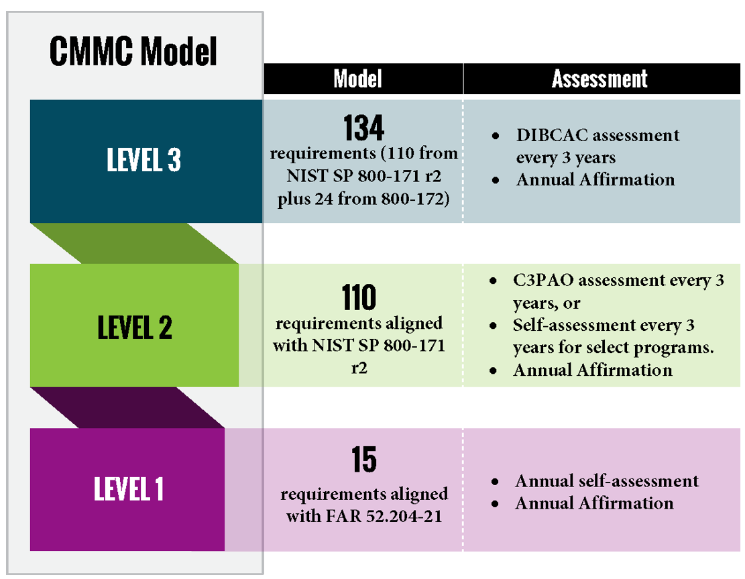 CMMC Model
Model
Assessment
LEVEL 3
134
requirements (110 from
NIST SP 800-171 r2
plus 24 from 800-172)
• DIBCAC assessment
every 3 years
• Annual Affirmation
LEVEL 2
110
requirements aligned
with NIST SP 800-171
r2
• C3PAO assessment every 3
years, or
• Self-assessment every 3
years for select programs.
• Annual Affirmation
LEVEL 1
15
requirements aligned
with FAR 52.204-21
• Annual self-assessment
• Annual Affirmation